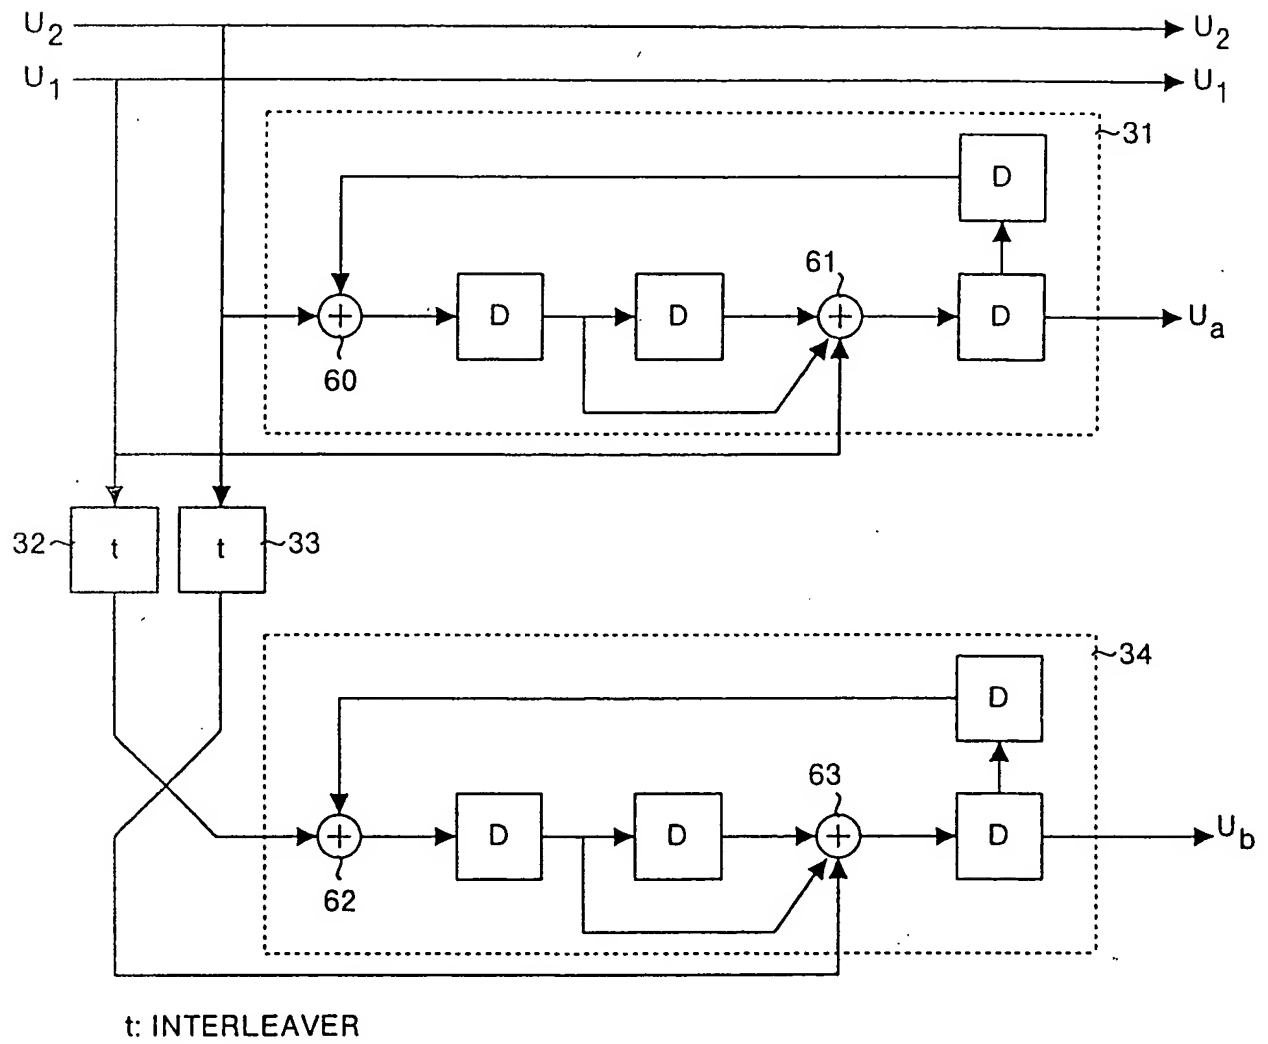 U2 U2
U1 U1
31
D
61
D D D Ua
60
32 t t 33
34
D
63
D D D Ub
62
t: INTERLEAVER